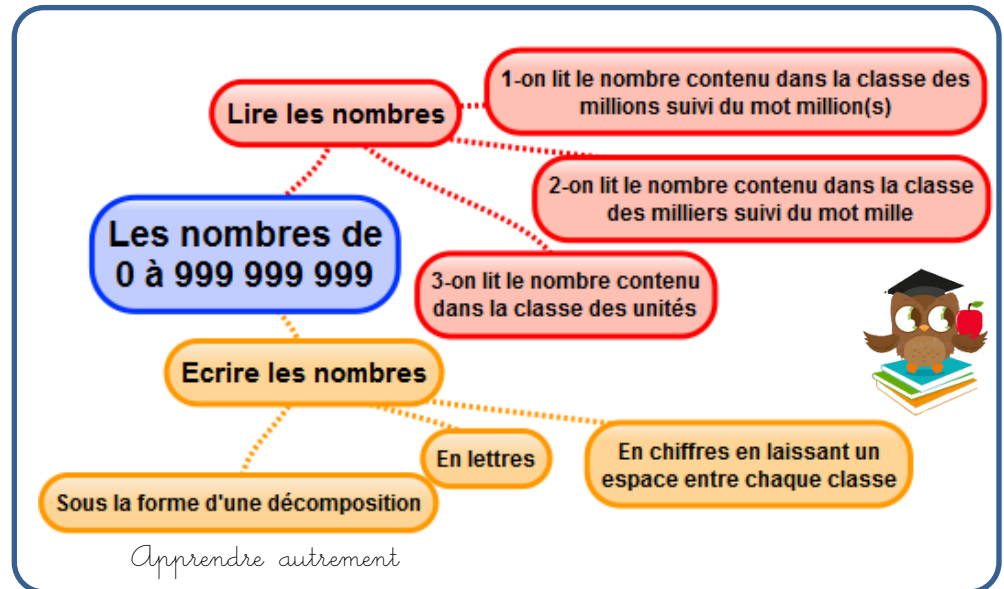 Lire les nombres
1-on lit le nombre contenu dans la classe des
millions suivi du mot million(s)
2-on lit le nombre contenu dans la classe
des milliers suivi du mot mille
3-on lit le nombre contenu
dans la classe des unités
Les nombres de
0 à 999 999 999
Ecrire les nombres
En lettres
En chiffres en laissant un
espace entre chaque classe
Sous la forme d'une décomposition
Apprendre autrement